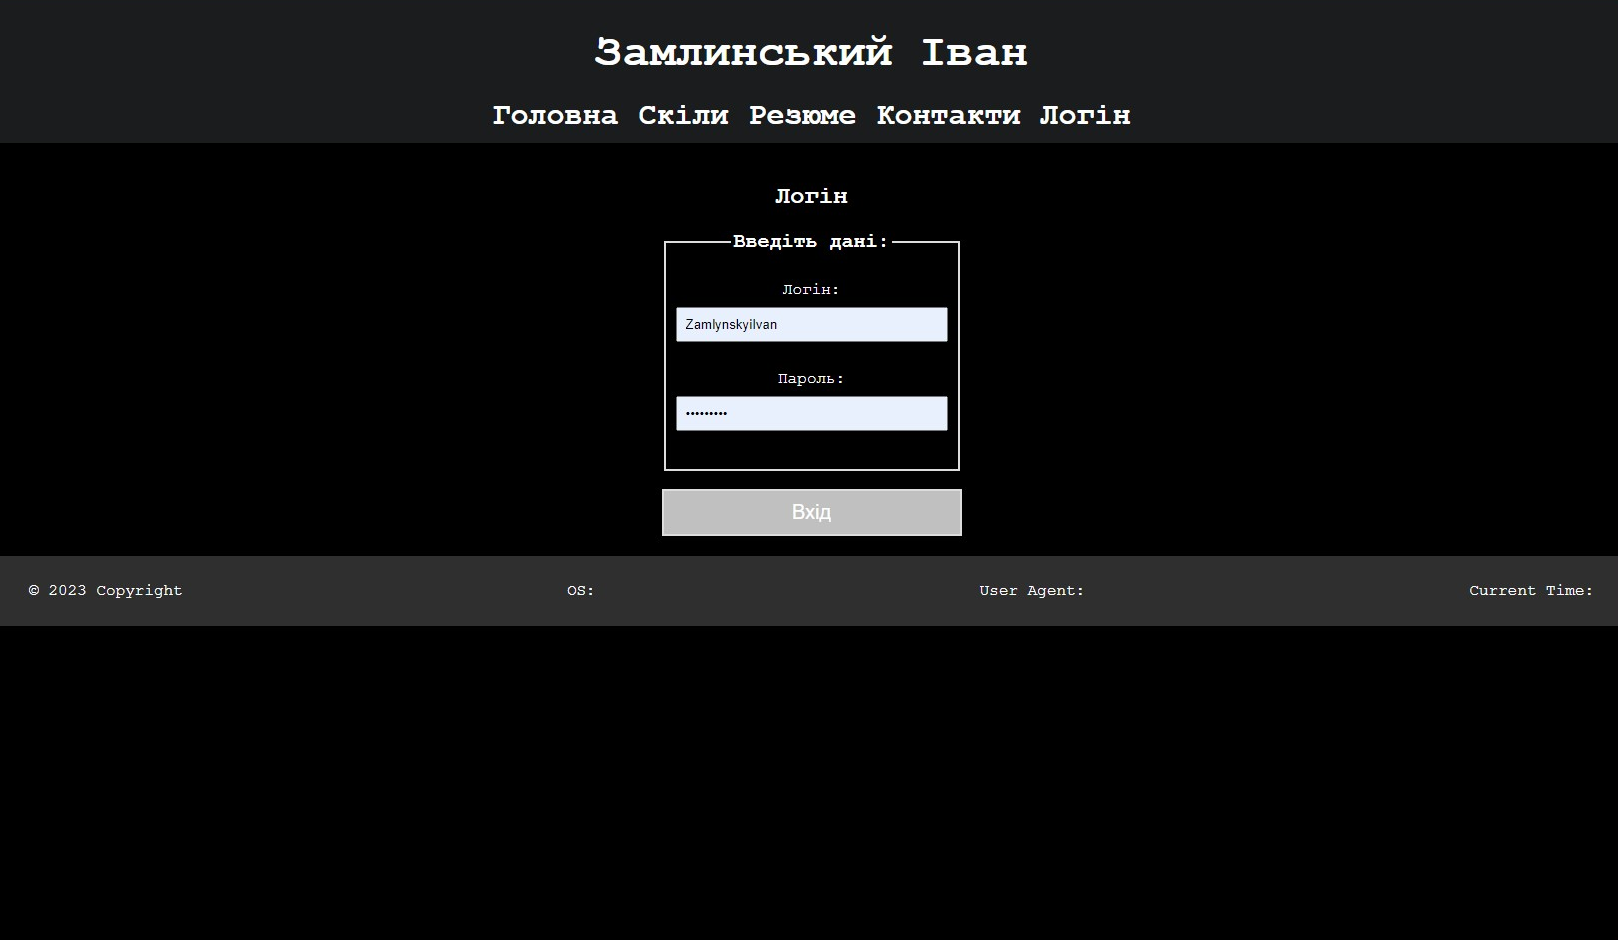 Замлинський Іван
Головна Скіли Резюме Контакти Логін
Логін
Введіть дані:
Логін:
ZamlynskyiIvan
Пароль:
•••••••••
Вхід
© 2023 Copyright OS: User Agent: Current Time: